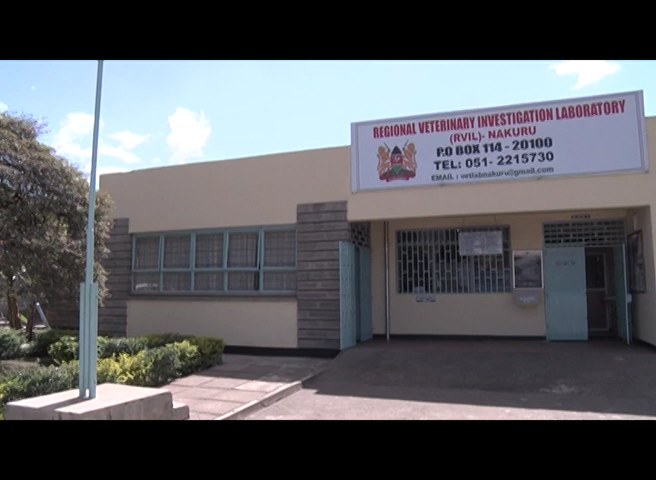 REGIONAL VETERINARY INVESTIGATION LABORATORY
(RVIL)- NAKURU
P.O BOX 114 - 20100
TEL: 051- 2215730
EMAIL : vetlabnakuru@gmail.com